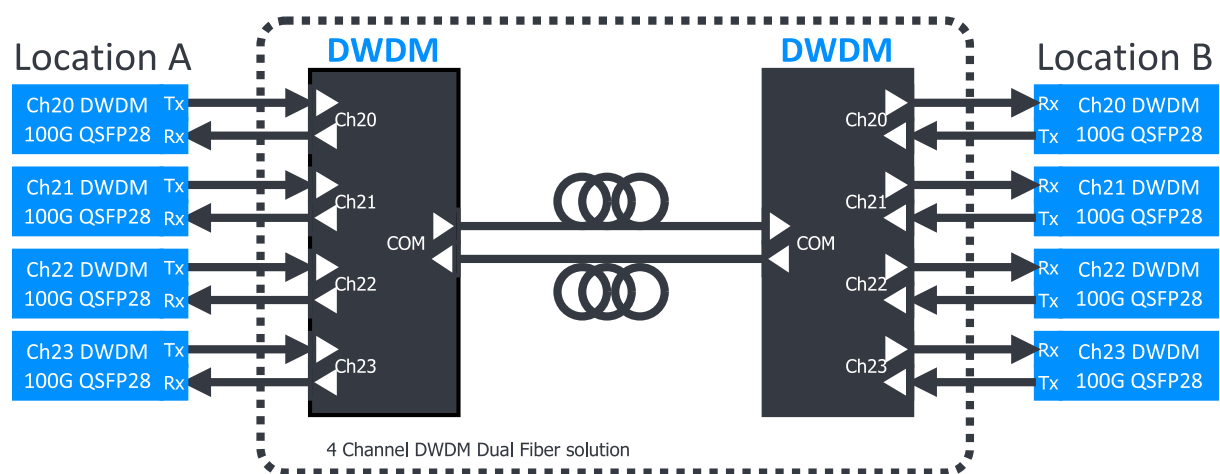 DWDM
DWDM
Location A
Location B
Ch20 DWDM Tx
100G QSFP28 Rx
Ch20
Ch20
Rx Ch20 DWDM
Tx 100G QSFP28
Ch21 DWDM Tx
100G QSFP28 Rx
Ch21
Ch21
Rx Ch21 DWDM
Tx 100G QSFP28
COM
COM
Ch22 DWDM Tx
100G QSFP28 Rx
Ch22
Ch22
Rx Ch22 DWDM
Tx 100G QSFP28
Ch23 DWDM Tx
100G QSFP28 Rx
Ch23
Ch23
Rx Ch23 DWDM
Tx 100G QSFP28
4 Channel DWDM Dual Fiber solution